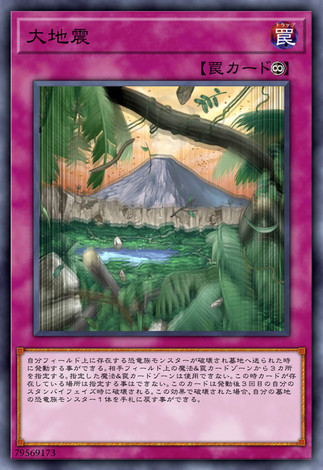 大地震
トラップ
罠
【罠カード∞】
自分フィールド上に存在する恐竜族モンスターが破壊され墓地へ送られた時
に発動する事ができる。相手フィールド上の魔法&罠カードゾーンから3カ所
を指定する。指定した魔法&罠カードゾーンは使用できない。この時カードが存
在している場所は指定する事はできない。このカードは発動後3回目の自分の
スタンバイフェイズ時に破壊される。この効果で破壊された場合、自分の墓地
の恐竜族モンスター1体を手札に戻す事ができる。
79569173